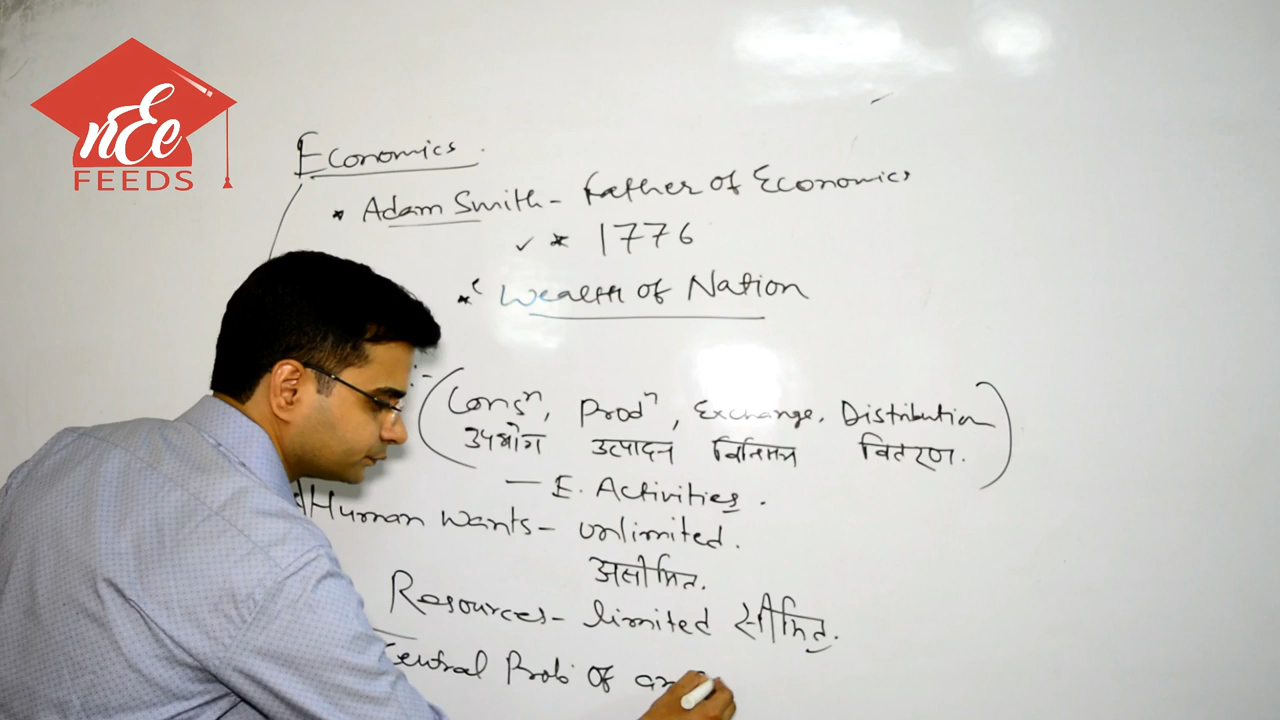 nEe
FEEDS
Economics.
* Adam Smith - Father of Economics
✓ * 1776
* Wealth of Nation
:- (Consn, Prodn, Exchange, Distribution)
उपभोग उत्पादन विनिमय वितरण.
— E. Activities.
Human wants - unlimited.
असीमित.
Resources - limited सीमित.
Central Prob of an